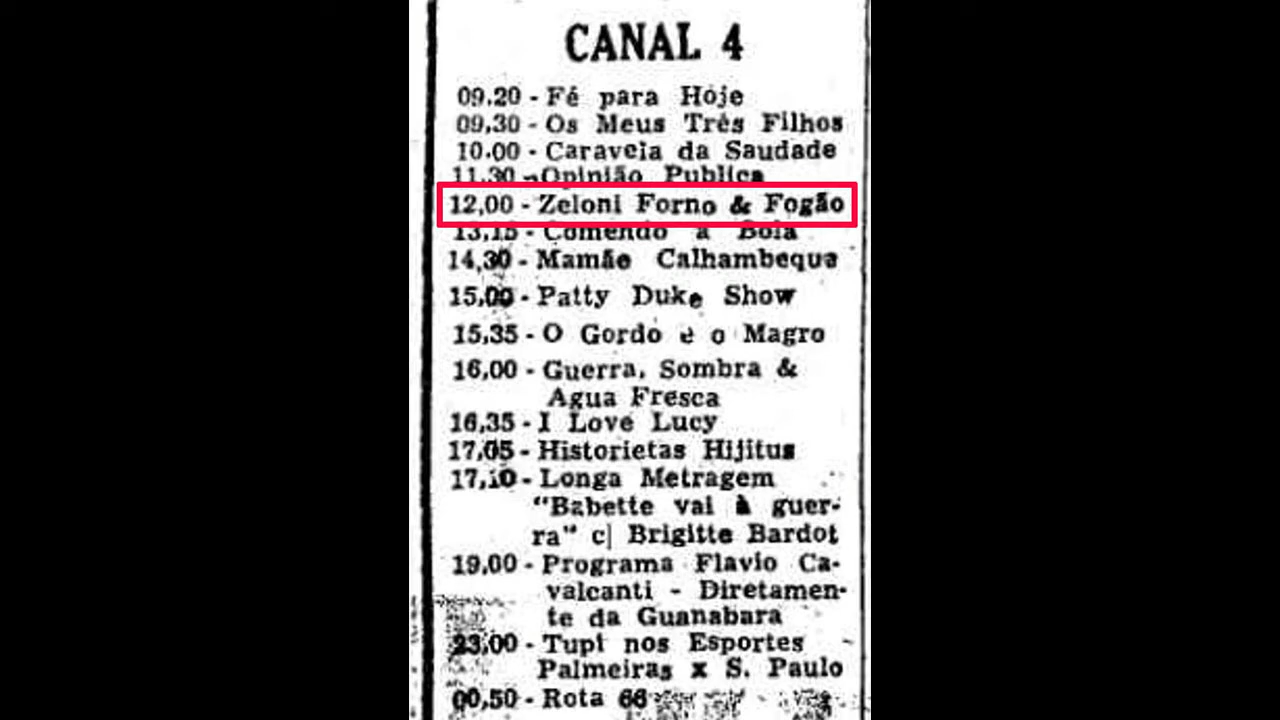 CANAL 4
09.20 - Fé para Hoje
09,30 - Os Meus Três Filhos
10.00 - Caravela da Saudade
11,30 - Opinião Publica
12,00 - Zeloni Forno & Fogão
13,15 - Comendo a Bola
14,30 - Mamãe Calhambeque
15,00 - Patty Duke Show
15,35 - O Gordo e o Magro
16,00 - Guerra, Sombra &
Agua Fresca
16,35 - I Love Lucy
17,05 - Historietas Hijitus
17,10 - Longa Metragem
"Babette vai à guer-
ra" c| Brigitte Bardot
19,00 - Programa Flavio Ca-
valcanti - Diretamen-
te da Guanabara
23,00 - Tupi nos Esportes
Palmeiras x S. Paulo
00,50 - Rota 66